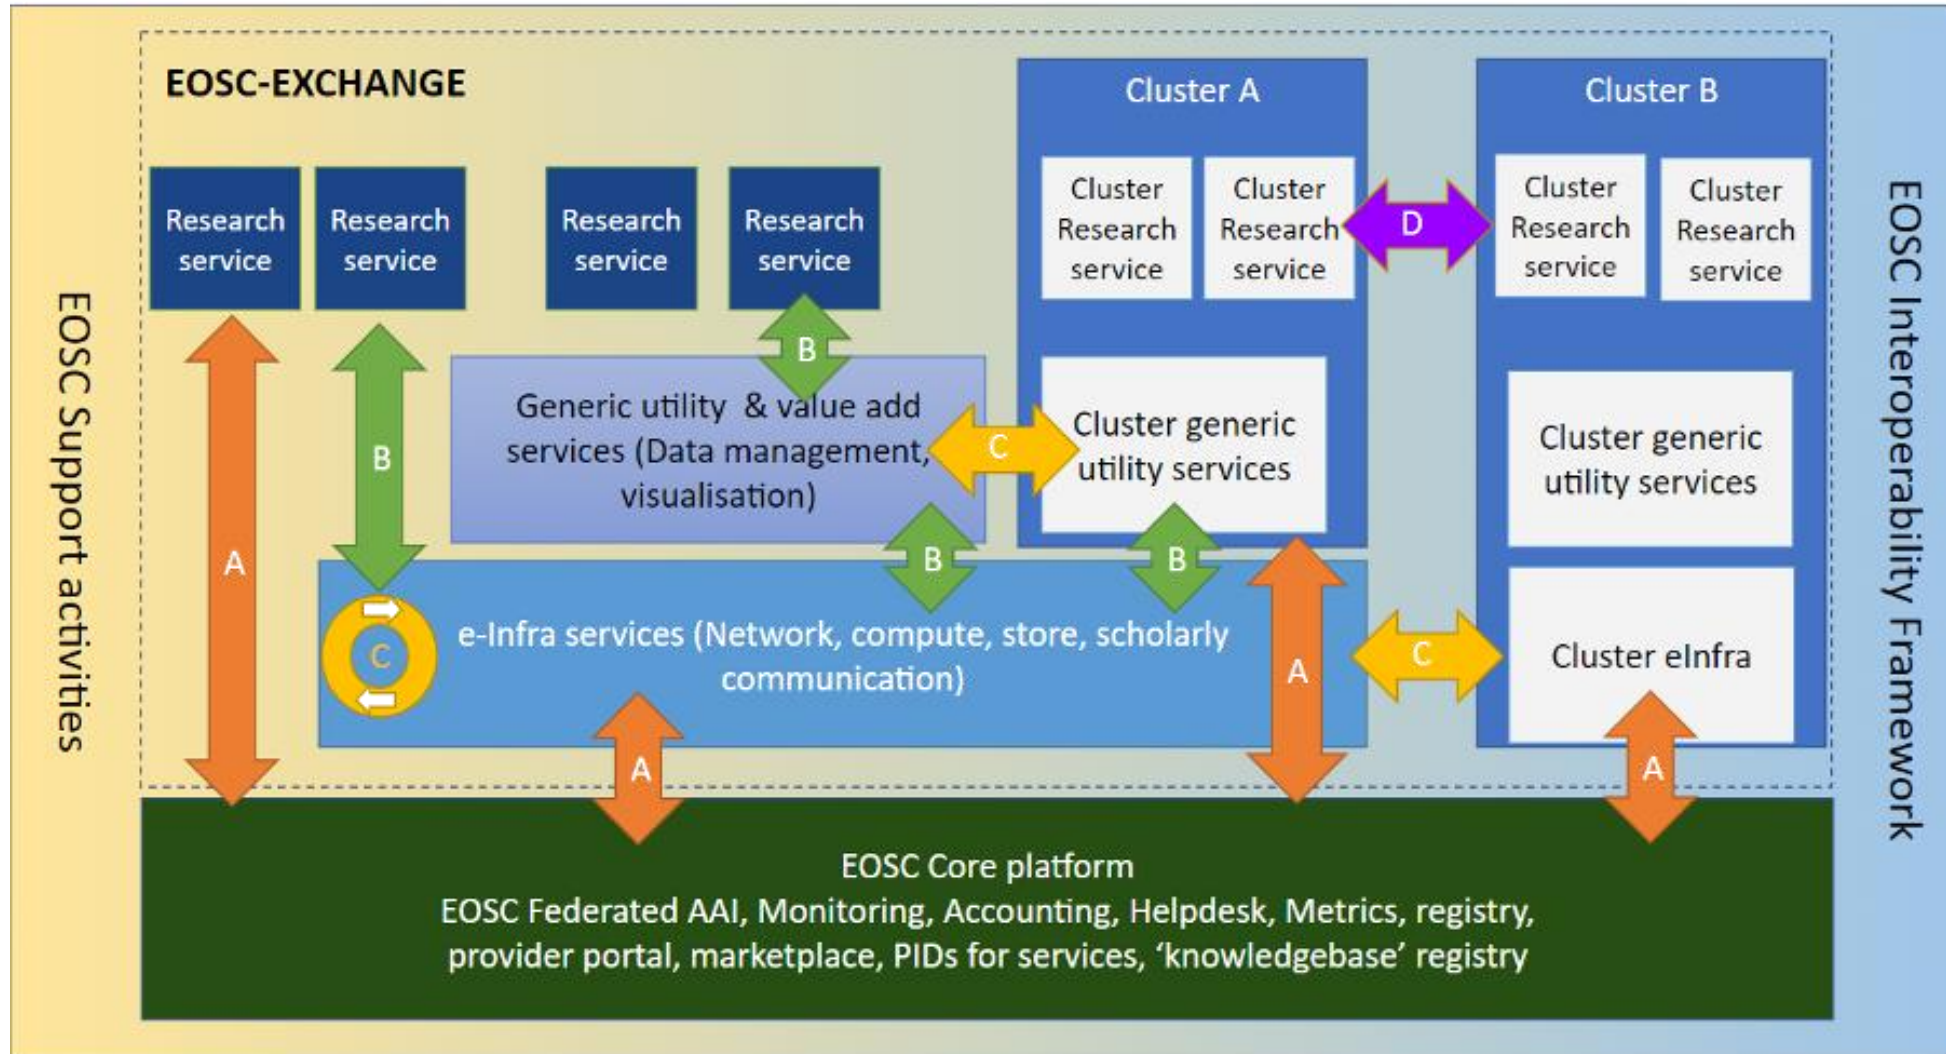 EOSC-EXCHANGE
Cluster A
Cluster B
Research
service
Research
service
Research
service
Research
service
Cluster
Research
service
Cluster
Research
service
D
Cluster
Research
service
Cluster
Research
service
EOSC Support activities
EOSC Interoperability Framework
B
Generic utility & value add
services (Data management,
visualisation)
C
Cluster generic
utility services
Cluster generic
utility services
B
A
B
B
C
e-Infra services (Network, compute, store, scholarly
communication)
A
C
Cluster eInfra
A
A
EOSC Core platform
EOSC Federated AAI, Monitoring, Accounting, Helpdesk, Metrics, registry,
provider portal, marketplace, PIDs for services, ‘knowledgebase’ registry